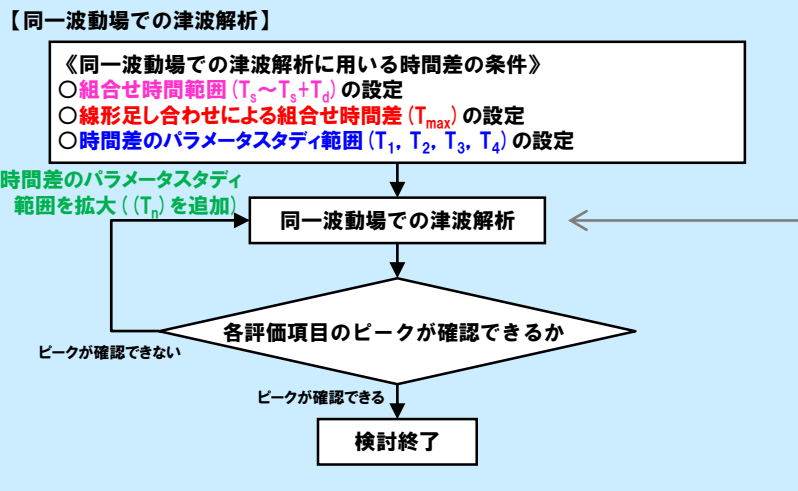 【同一波動場での津波解析】
《同一波動場での津波解析に用いる時間差の条件》
○組合せ時間範囲(Ts～Ts+Td)の設定
○線形足し合わせによる組合せ時間差(Tmax)の設定
○時間差のパラメータスタディ範囲(T1, T2, T3, T4)の設定
時間差のパラメータスタディ
範囲を拡大((Tn)を追加)
同一波動場での津波解析
各評価項目のピークが確認できるか
ピークが確認できない
ピークが確認できる
検討終了